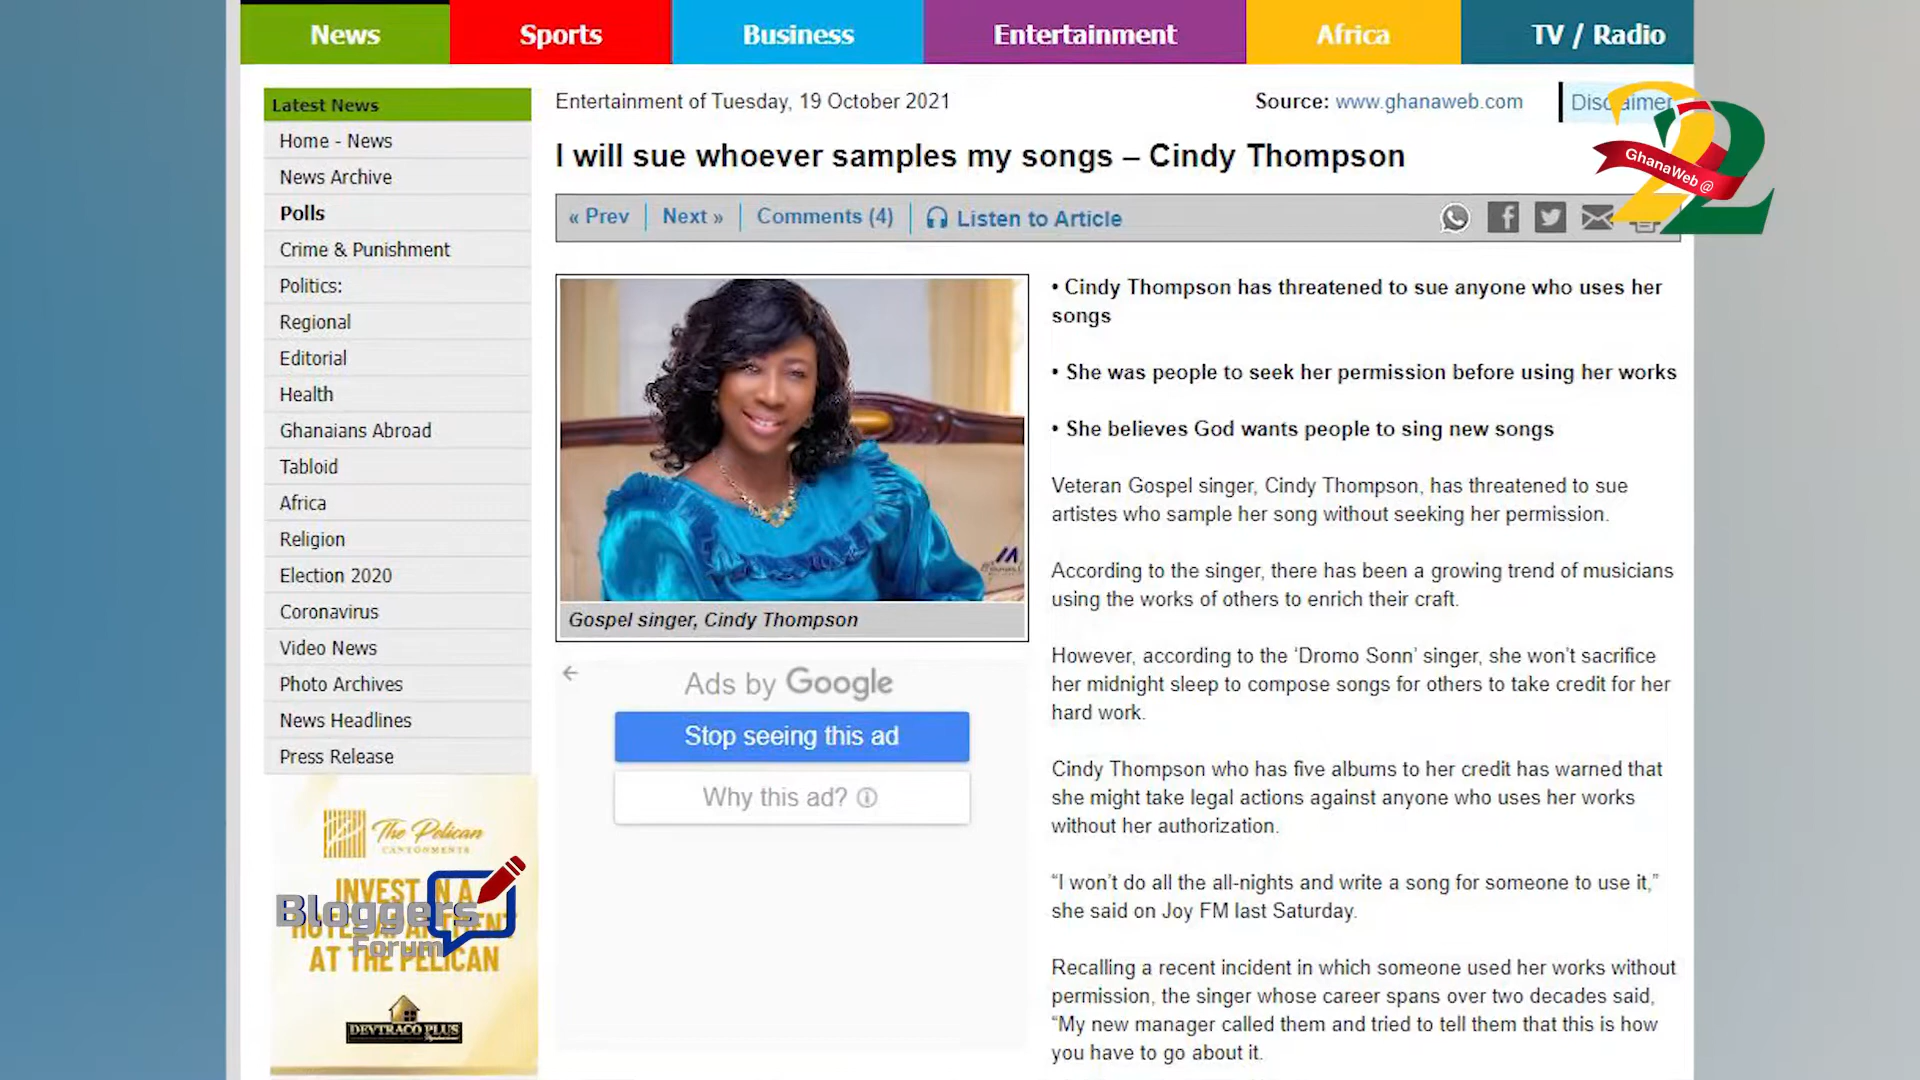 News
Sports
Business
Entertainment
Africa
TV / Radio
Latest News
Home - News
News Archive
Polls
Crime & Punishment
Politics:
Regional
Editorial
Health
Ghanaians Abroad
Tabloid
Africa
Religion
Election 2020
Coronavirus
Video News
Photo Archives
News Headlines
Press Release
The Pelican
CANTONMENTS
INVEST IN A
AT THE PELICAN
DEVTRACO PLUS
Bloggers
Forum
Entertainment of Tuesday, 19 October 2021
Source: www.ghanaweb.com
Disclaimer
22
GhanaWeb @
I will sue whoever samples my songs – Cindy Thompson
« Prev
Next »
Comments (4)
Listen to Article
Gospel singer, Cindy Thompson
Ads by Google
Stop seeing this ad
Why this ad?
• Cindy Thompson has threatened to sue anyone who uses her
songs
• She was people to seek her permission before using her works
• She believes God wants people to sing new songs
Veteran Gospel singer, Cindy Thompson, has threatened to sue
artistes who sample her song without seeking her permission.
According to the singer, there has been a growing trend of musicians
using the works of others to enrich their craft.
However, according to the ‘Dromo Sonn’ singer, she won’t sacrifice
her midnight sleep to compose songs for others to take credit for her
hard work.
Cindy Thompson who has five albums to her credit has warned that
she might take legal actions against anyone who uses her works
without her authorization.
“I won’t do all the all-nights and write a song for someone to use it,”
she said on Joy FM last Saturday.
Recalling a recent incident in which someone used her works without
permission, the singer whose career spans over two decades said,
“My new manager called them and tried to tell them that this is how
you have to go about it.